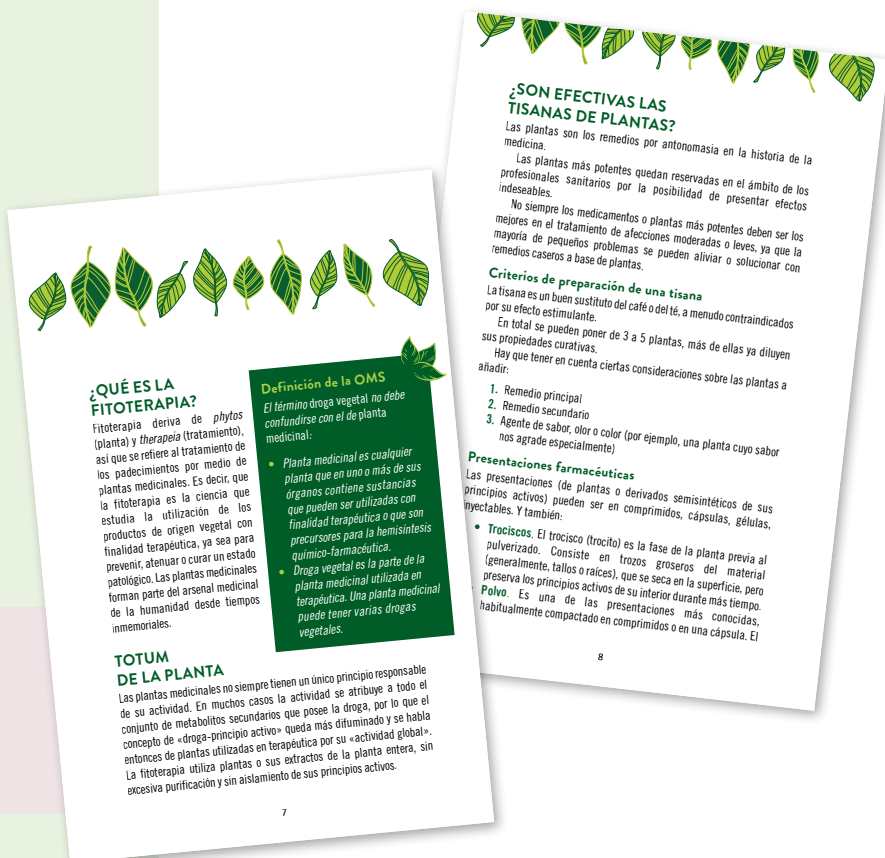 ¿QUÉ ES LA
FITOTERAPIA?
Fitoterapia deriva de phytos
(planta) y therapeia (tratamiento),
así que se refiere al tratamiento de
los padecimientos por medio de
plantas medicinales. Es decir, que
la fitoterapia es la ciencia que
estudia la utilización de los
productos de origen vegetal con
finalidad terapéutica, ya sea para
prevenir, atenuar o curar un estado
patológico. Las plantas medicinales
forman parte del arsenal medicinal
de la humanidad desde tiempos
inmemoriales.
Definición de la OMS
El término droga vegetal no debe
confundirse con el de planta
medicinal:
• Planta medicinal es cualquier
planta que en uno o más de sus
órganos contiene sustancias
que pueden ser utilizadas con
finalidad terapéutica o que son
precursores para la hemisíntesis
químico-farmacéutica.
• Droga vegetal es la parte de la
planta medicinal utilizada en
terapéutica. Una planta medicinal
puede tener varias drogas
vegetales.
TOTUM
DE LA PLANTA
Las plantas medicinales no siempre tienen un único principio responsable
de su actividad. En muchos casos la actividad se atribuye a todo el
conjunto de metabolitos secundarios que posee la droga, por lo que el
concepto de «droga-principio activo» queda más difuminado y se habla
entonces de plantas utilizadas en terapéutica por su «actividad global».
La fitoterapia utiliza plantas o sus extractos de la planta entera, sin
excesiva purificación y sin aislamiento de sus principios activos.
7
¿SON EFECTIVAS LAS
TISANAS DE PLANTAS?
Las plantas son los remedios por antonomasia en la historia de la
medicina.
Las plantas más potentes quedan reservadas en el ámbito de los
profesionales sanitarios por la posibilidad de presentar efectos
indeseables.
No siempre los medicamentos o plantas más potentes deben ser los
mejores en el tratamiento de afecciones moderadas o leves, ya que la
mayoría de pequeños problemas se pueden aliviar o solucionar con
remedios caseros a base de plantas.
Criterios de preparación de una tisana
La tisana es un buen sustituto del café o del té, a menudo contraindicados
por su efecto estimulante.
En total se pueden poner de 3 a 5 plantas, más de ellas ya diluyen
sus propiedades curativas.
Hay que tener en cuenta ciertas consideraciones sobre las plantas a
añadir:
1. Remedio principal
2. Remedio secundario
3. Agente de sabor, olor o color (por ejemplo, una planta cuyo sabor
nos agrade especialmente)
Presentaciones farmacéuticas
Las presentaciones (de plantas o derivados semisintéticos de sus
principios activos) pueden ser en comprimidos, cápsulas, gélulas,
inyectables. Y también:
• Trociscos. El trocisco (trocito) es la fase de la planta previa al
pulverizado. Consiste en trozos groseros del material
(generalmente, tallos o raíces), que se seca en la superficie, pero
preserva los principios activos de su interior durante más tiempo.
Polvo. Es una de las presentaciones más conocidas,
habitualmente compactado en comprimidos o en una cápsula. El
8